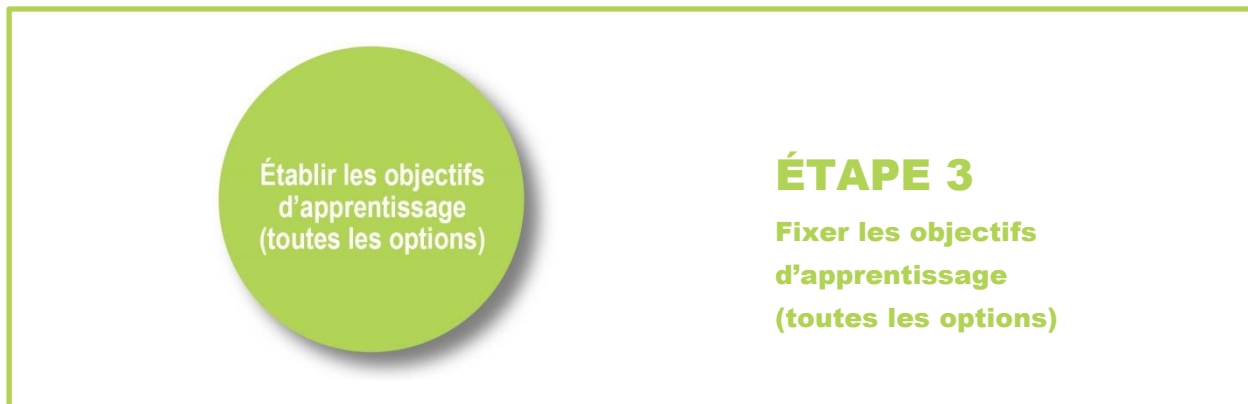 Établir les objectifs
d’apprentissage
(toutes les options)
ÉTAPE 3
Fixer les objectifs
d’apprentissage
(toutes les options)